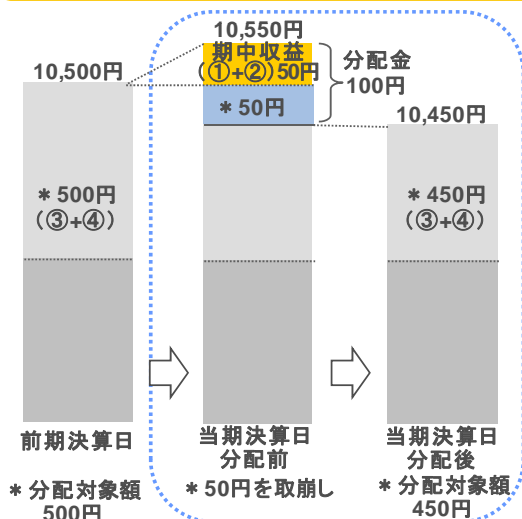 10,500円
＊500円
（③+④）
前期決算日
＊分配対象額
500円
10,550円
期中収益
（①+②）50円
＊50円
分配金
100円
当期決算日
分配前
＊50円を取崩し
10,450円
＊450円
（③+④）
当期決算日
分配後
＊分配対象額
450円